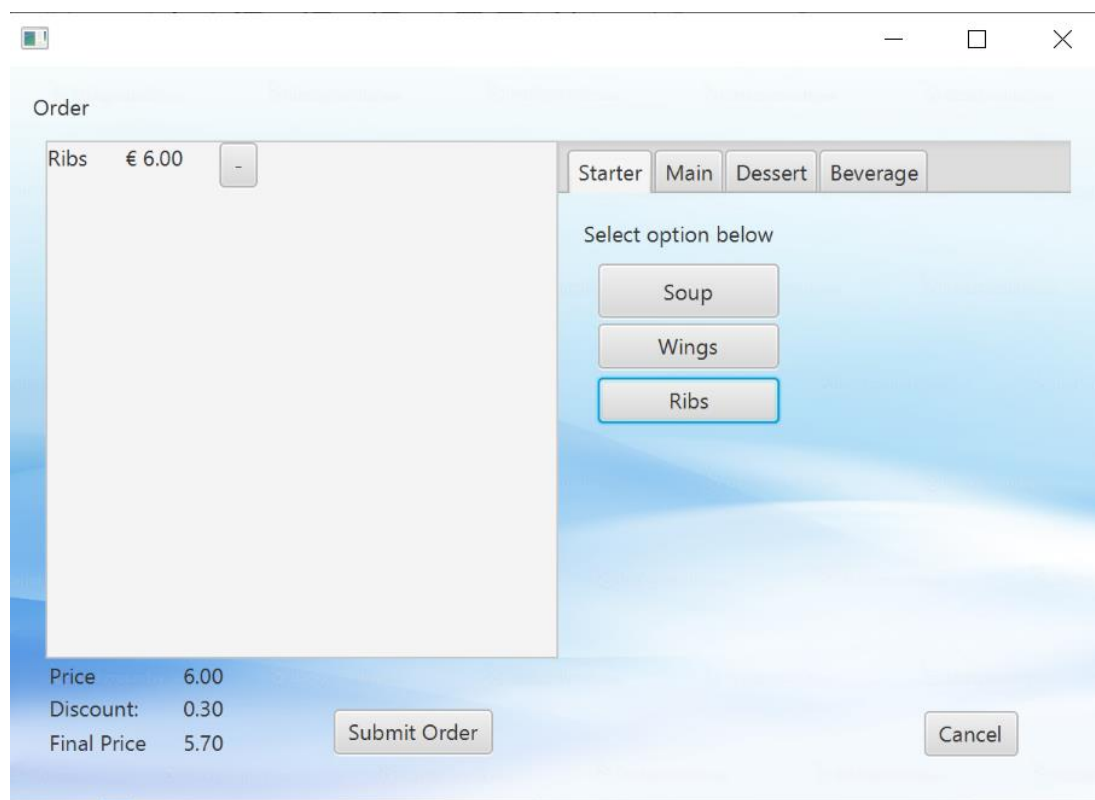 Order
Ribs € 6.00 -
Starter Main Dessert Beverage
Select option below
Soup
Wings
Ribs
Price 6.00
Discount: 0.30
Final Price 5.70
Submit Order
Cancel